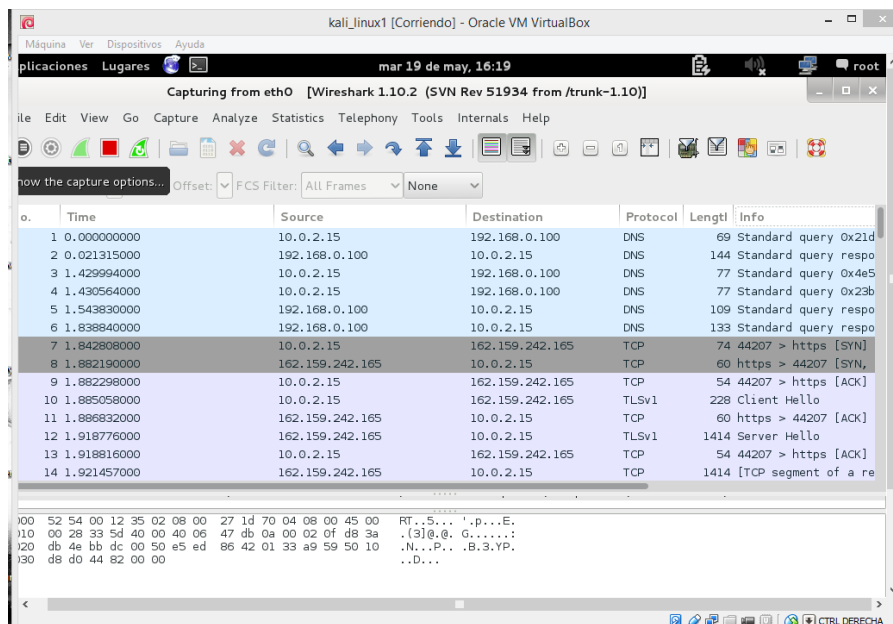 kali_linux1 [Corriendo] - Oracle VM VirtualBox
Máquina Ver Dispositivos Ayuda
plicaciones Lugares mar 19 de may, 16:19 root
Capturing from eth0 [Wireshark 1.10.2 (SVN Rev 51934 from /trunk-1.10)]
ile Edit View Go Capture Analyze Statistics Telephony Tools Internals Help
how the capture options... Offset: FCS Filter: All Frames None
o. Time Source Destination Protocol Lengtl Info
1 0.000000000 10.0.2.15 192.168.0.100 DNS 69 Standard query 0x21d
2 0.021315000 192.168.0.100 10.0.2.15 DNS 144 Standard query respo
3 1.429994000 10.0.2.15 192.168.0.100 DNS 77 Standard query 0x4e5
4 1.430564000 10.0.2.15 192.168.0.100 DNS 77 Standard query 0x23b
5 1.543830000 192.168.0.100 10.0.2.15 DNS 109 Standard query respo
6 1.838840000 192.168.0.100 10.0.2.15 DNS 133 Standard query respo
7 1.842808000 10.0.2.15 162.159.242.165 TCP 74 44207 > https [SYN]
8 1.882190000 162.159.242.165 10.0.2.15 TCP 60 https > 44207 [SYN,
9 1.882298000 10.0.2.15 162.159.242.165 TCP 54 44207 > https [ACK]
10 1.885058000 10.0.2.15 162.159.242.165 TLSv1 228 Client Hello
11 1.886832000 162.159.242.165 10.0.2.15 TCP 60 https > 44207 [ACK]
12 1.918776000 162.159.242.165 10.0.2.15 TLSv1 1414 Server Hello
13 1.918816000 10.0.2.15 162.159.242.165 TCP 54 44207 > https [ACK]
14 1.921457000 162.159.242.165 10.0.2.15 TCP 1414 [TCP segment of a re
000 52 54 00 12 35 02 08 00 27 1d 70 04 08 00 45 00 RT..5... '.p...E.
010 00 28 33 5d 40 00 40 06 47 db 0a 00 02 0f d8 3a .(3]@.@. G......:
020 db 4e bb dc 00 50 e5 ed 86 42 01 33 a9 59 50 10 .N...P.. .B.3.YP.
030 d8 d0 44 82 00 00 ..D...
CTRL DERECHA